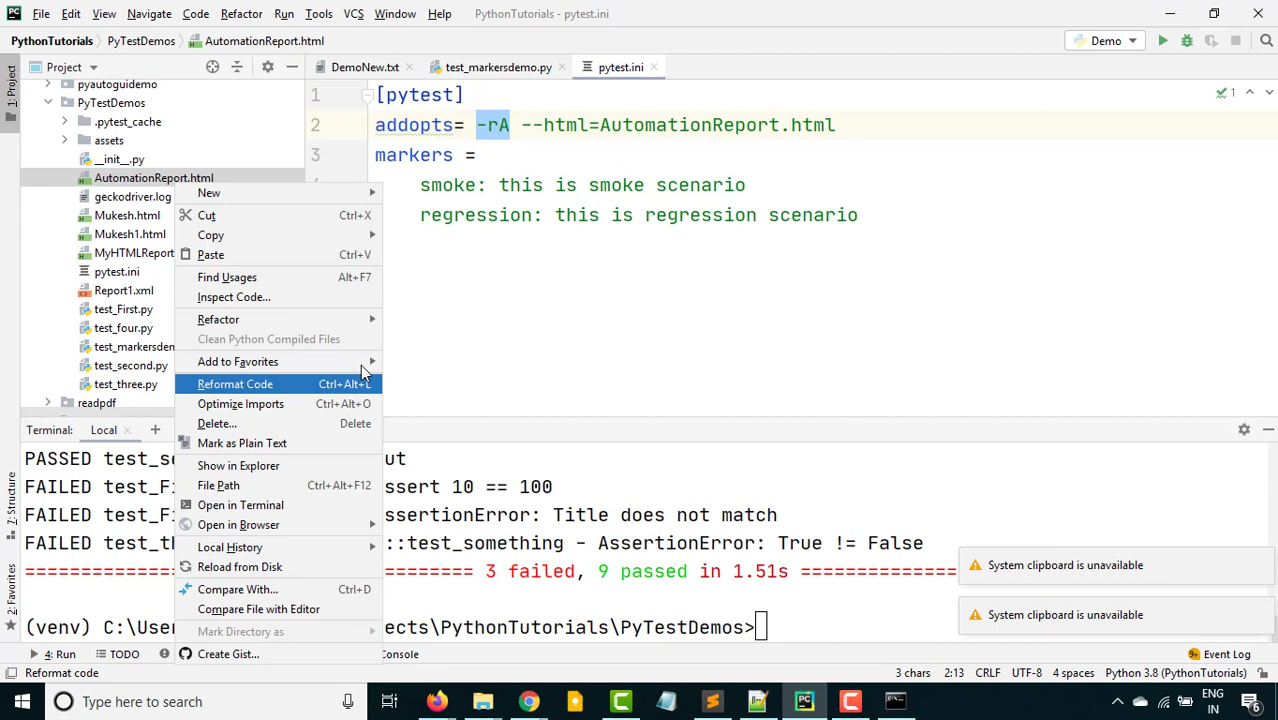 File Edit View Navigate Code Refactor Run Tools VCS Window Help PythonTutorials - pytest.ini
PythonTutorials PyTestDemos AutomationReport.html Demo
Project DemoNew.txt test_markersdemo.py pytest.ini
1: Project
pyautoguidemo
PyTestDemos
.pytest_cache
assets
__init__.py
AutomationReport.html
geckodriver.log
Mukesh.html
Mukesh1.html
MyHTMLReport
pytest.ini
Report1.xml
test_First.py
test_four.py
test_markersdem
test_second.py
test_three.py
readpdf
1 [pytest]
2 addopts= -rA --html=AutomationReport.html
3 markers =
smoke: this is smoke scenario
regression: this is regression scenario
1
New
Cut Ctrl+X
Copy
Paste Ctrl+V
Find Usages Alt+F7
Inspect Code...
Refactor
Clean Python Compiled Files
Add to Favorites
Reformat Code Ctrl+Alt+L
Optimize Imports Ctrl+Alt+O
Delete... Delete
Mark as Plain Text
Show in Explorer
File Path Ctrl+Alt+F12
Open in Terminal
Open in Browser
Local History
Reload from Disk
Compare With... Ctrl+D
Compare File with Editor
Mark Directory as
Create Gist...
Terminal: Local
PASSED test_se ut
FAILED test_Fi ssert 10 == 100
FAILED test_Fi ssertionError: Title does not match
FAILED test_th ::test_something - AssertionError: True != False
======== 3 failed, 9 passed in 1.51s ==============
(venv) C:\User ects\PythonTutorials\PyTestDemos>
System clipboard is unavailable
System clipboard is unavailable
7: Structure
2: Favorites
4: Run TODO Console Event Log
Reformat code 3 chars 2:13 CRLF UTF-8 4 spaces Python 3.8 (PythonTutorials)
Type here to search ENG
IN
6